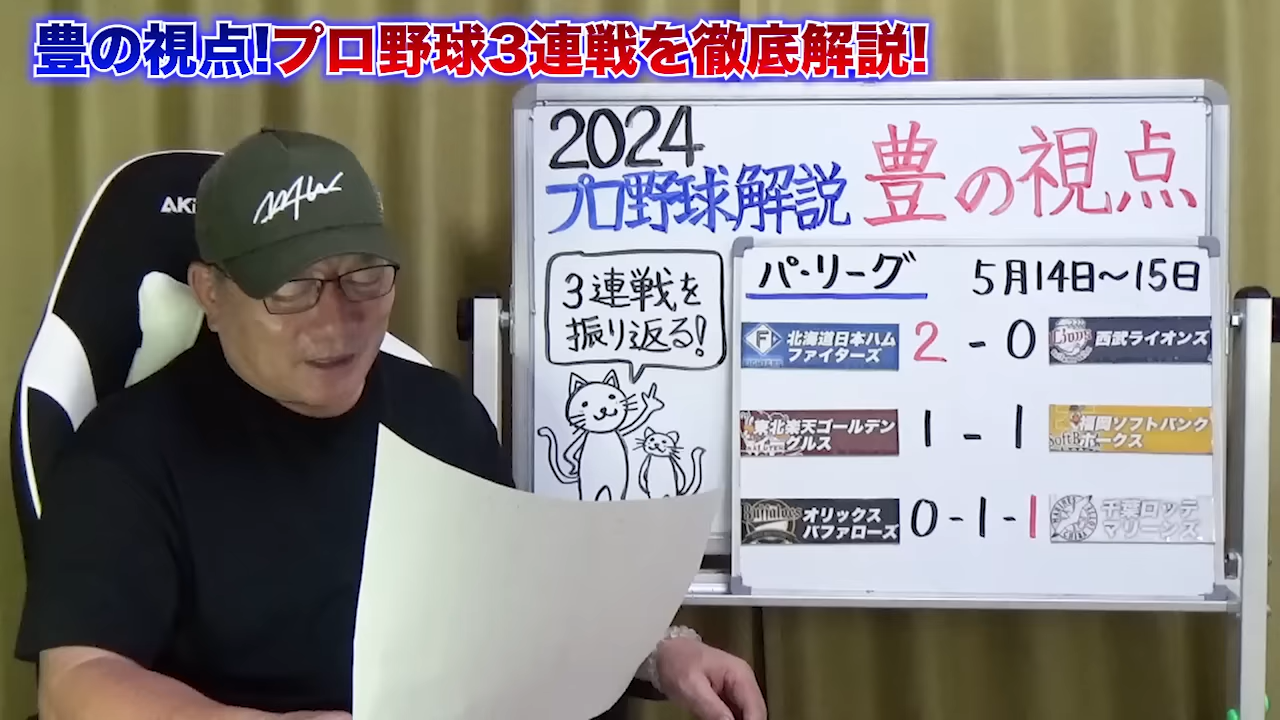 豊の視点!プロ野球3連戦を徹底解説!
2024
プロ野球解説 豊の視点
3連戦を
振り返る!
パ・リーグ 5月14日〜15日
北海道日本ハム
ファイターズ
2 - 0
Lions
西武ライオンズ
東北楽天ゴールデン
イーグルス
1 - 1
福岡ソフトバンク
ホークス
Buffaloes
オリックス
バファローズ
0 - 1 - 1
千葉ロッテ
マリーンズ